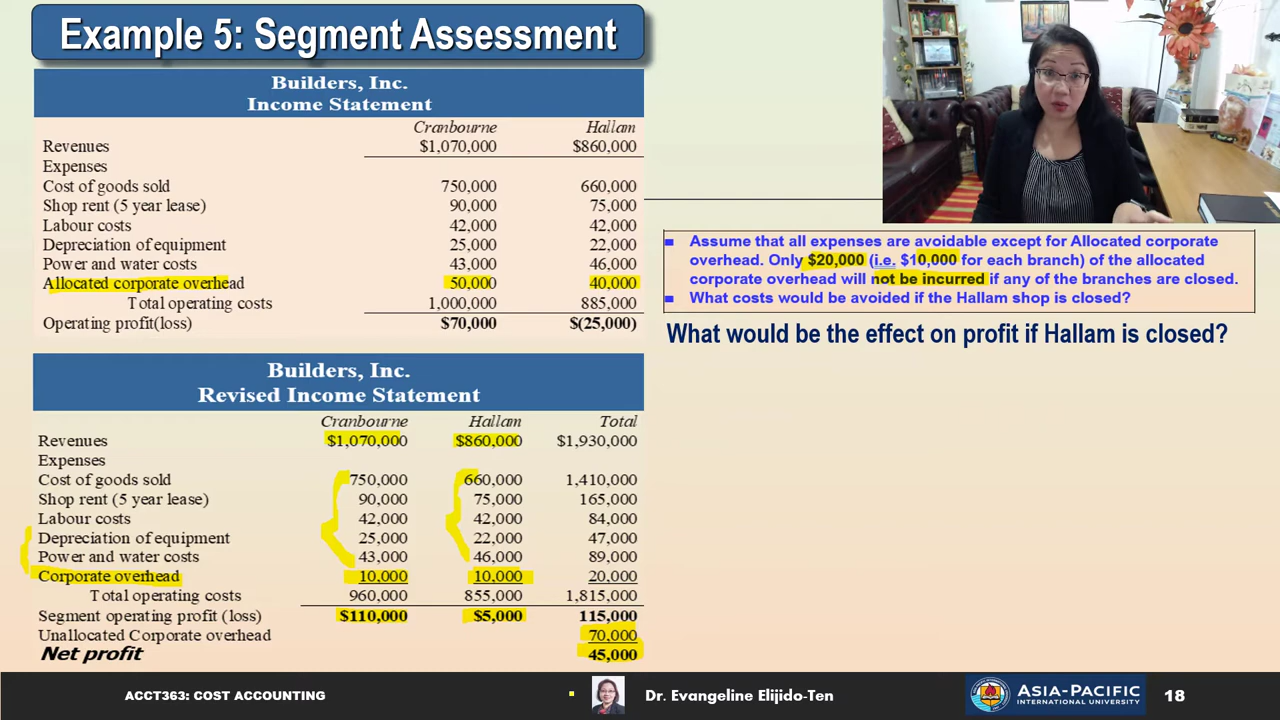 Example 5: Segment Assessment
Builders, Inc.
Income Statement
Cranbourne Hallam
Revenues $1,070,000 $860,000
Expenses
Cost of goods sold 750,000 660,000
Shop rent (5 year lease) 90,000 75,000
Labour costs 42,000 42,000
Depreciation of equipment 25,000 22,000
Power and water costs 43,000 46,000
Allocated corporate overhead 50,000 40,000
Total operating costs 1,000,000 885,000
Operating profit(loss) $70,000 $(25,000)
Builders, Inc.
Revised Income Statement
Cranbourne Hallam Total
Revenues $1,070,000 $860,000 $1,930,000
Expenses
Cost of goods sold 750,000 660,000 1,410,000
Shop rent (5 year lease) 90,000 75,000 165,000
Labour costs 42,000 42,000 84,000
Depreciation of equipment 25,000 22,000 47,000
Power and water costs 43,000 46,000 89,000
Corporate overhead 10,000 10,000 20,000
Total operating costs 960,000 855,000 1,815,000
Segment operating profit (loss) $110,000 $5,000 115,000
Unallocated Corporate overhead 70,000
Net profit 45,000
Assume that all expenses are avoidable except for Allocated corporate
overhead. Only $20,000 (i.e. $10,000 for each branch) of the allocated
corporate overhead will not be incurred if any of the branches are closed.
What costs would be avoided if the Hallam shop is closed?
What would be the effect on profit if Hallam is closed?
ACCT363: COST ACCOUNTING
Dr. Evangeline Elijido-Ten
ASIA-PACIFIC
INTERNATIONAL UNIVERSITY
18